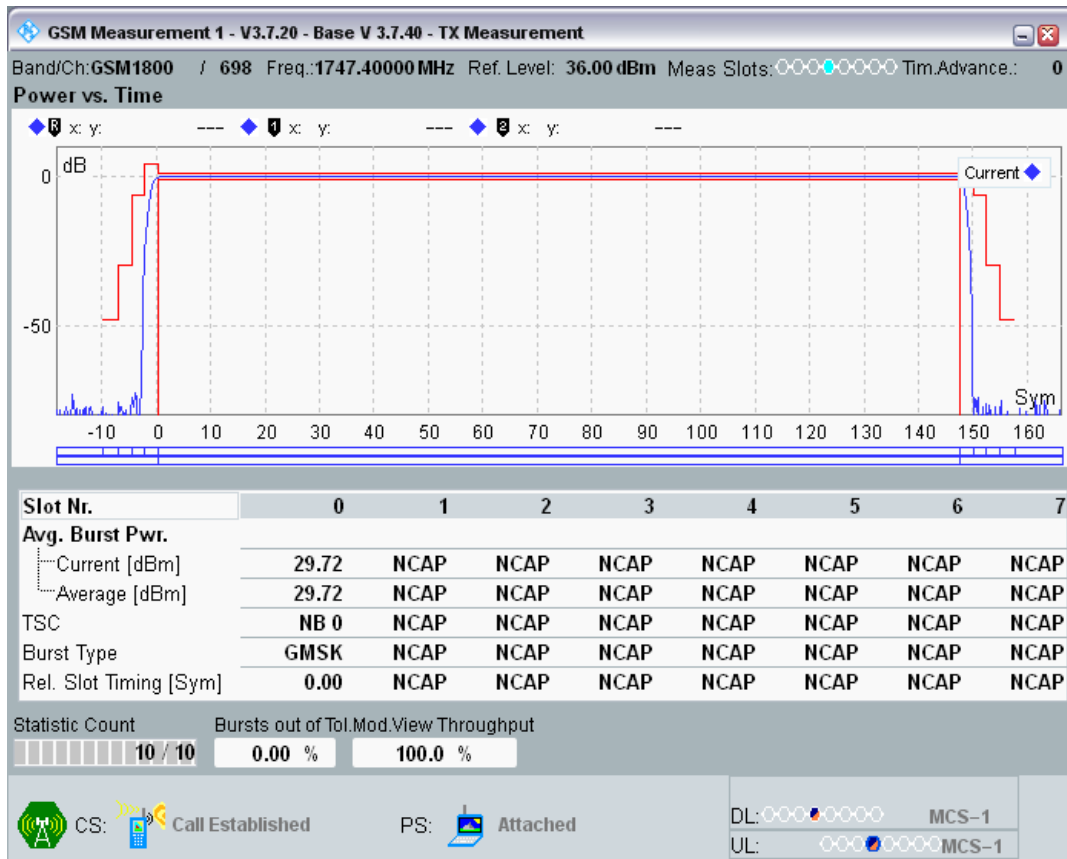 GSM Measurement 1 - V3.7.20 - Base V 3.7.40 - TX Measurement
Band/Ch:GSM1800 / 698 Freq.:1747.40000 MHz Ref. Level: 36.00 dBm Meas Slots: Tim.Advance.: 0
Power vs. Time
R x: y: --- 1 x: y: --- 2 x: y: ---
dB
0
Current
-50
Sym
-10 0 10 20 30 40 50 60 70 80 90 100 110 120 130 140 150 160
Slot Nr. 0 1 2 3 4 5 6 7
Avg. Burst Pwr.
Current [dBm] 29.72 NCAP NCAP NCAP NCAP NCAP NCAP NCAP
Average [dBm] 29.72 NCAP NCAP NCAP NCAP NCAP NCAP NCAP
TSC NB 0 NCAP NCAP NCAP NCAP NCAP NCAP NCAP
Burst Type GMSK NCAP NCAP NCAP NCAP NCAP NCAP NCAP
Rel. Slot Timing [Sym] 0.00 NCAP NCAP NCAP NCAP NCAP NCAP NCAP
Statistic Count Bursts out of Tol.Mod.View Throughput
10 / 10 0.00 % 100.0 %
CS: Call Established PS: Attached
DL: MCS-1
UL: MCS-1